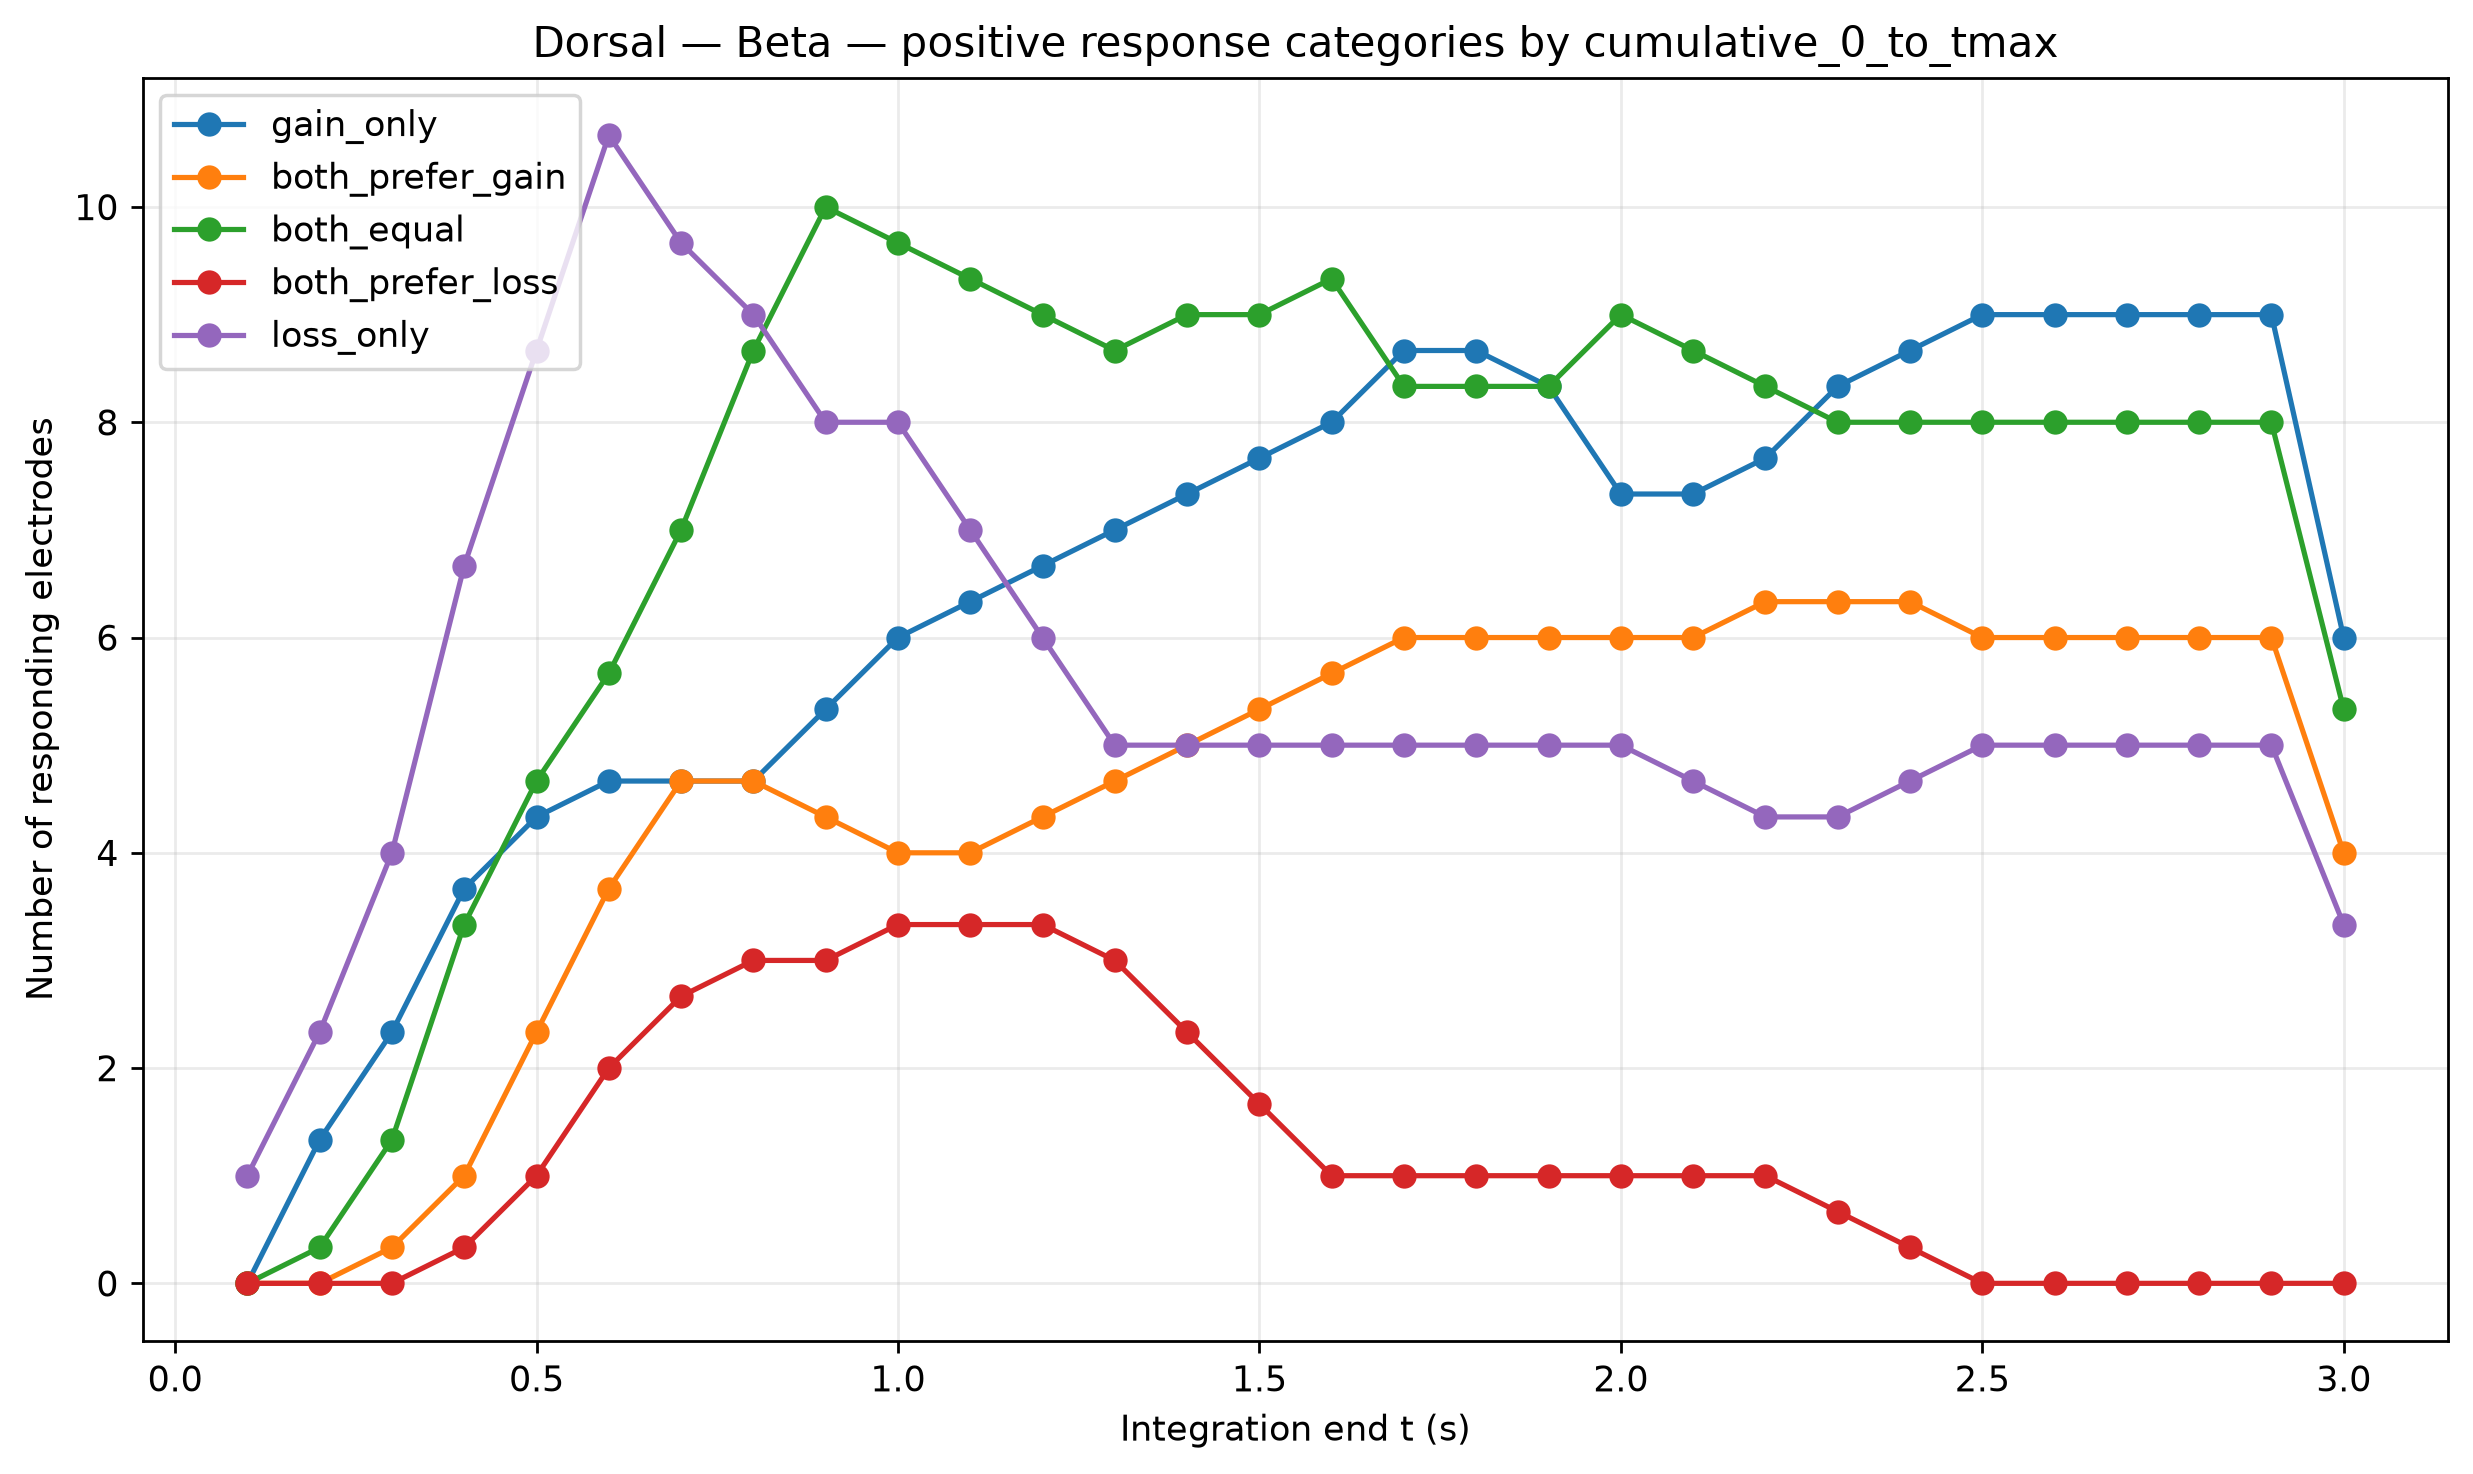 Dorsal — Beta — positive response categories by cumulative_0_to_tmax
gain_only
both_prefer_gain
both_equal
both_prefer_loss
loss_only
Number of responding electrodes
10
8
6
4
2
0
0.0 0.5 1.0 1.5 2.0 2.5 3.0
Integration end t (s)